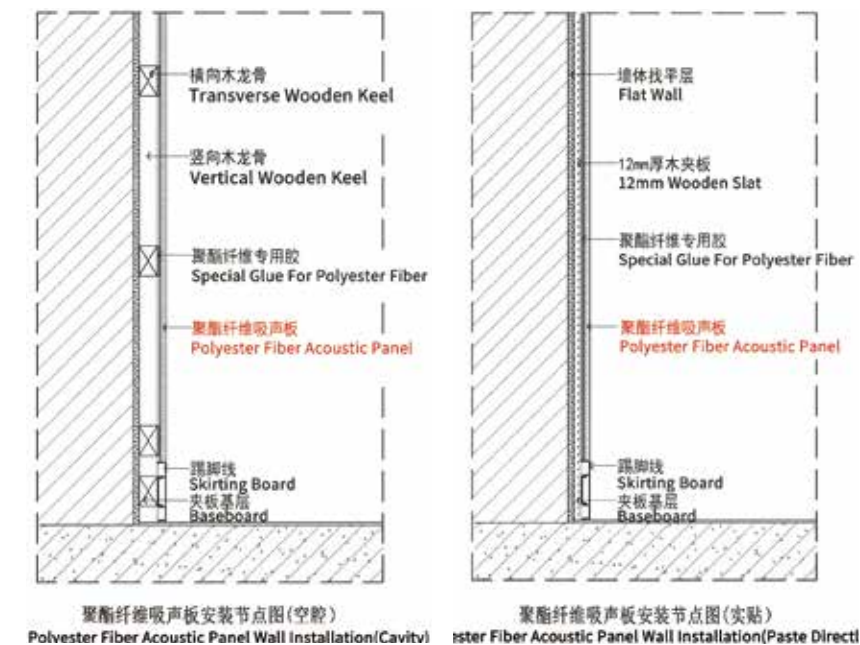 横向木龙骨
Transverse Wooden Keel
竖向木龙骨
Vertical Wooden Keel
聚酯纤维专用胶
Special Glue For Polyester Fiber
聚酯纤维吸声板
Polyester Fiber Acoustic Panel
踢脚线
Skirting Board
夹板基层
Baseboard
聚酯纤维吸声板安装节点图(空腔)
Polyester Fiber Acoustic Panel Wall Installation(Cavity)
墙体找平层
Flat Wall
12mm厚木夹板
12mm Wooden Slat
聚酯纤维专用胶
Special Glue For Polyester Fiber
聚酯纤维吸声板
Polyester Fiber Acoustic Panel
踢脚线
Skirting Board
夹板基层
Baseboard
聚酯纤维吸声板安装节点图(实贴)
ester Fiber Acoustic Panel Wall Installation(Paste Directl